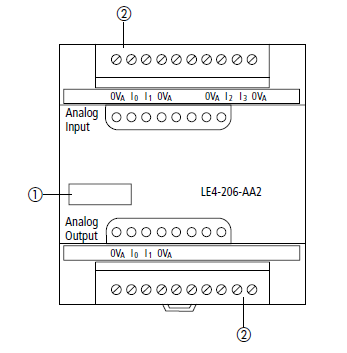 ②
0VA I0 I1 0VA 0VA I2 I3 0VA
Analog
Input
①
LE4-206-AA2
Analog
Output
0VA I0 I1 0VA
②